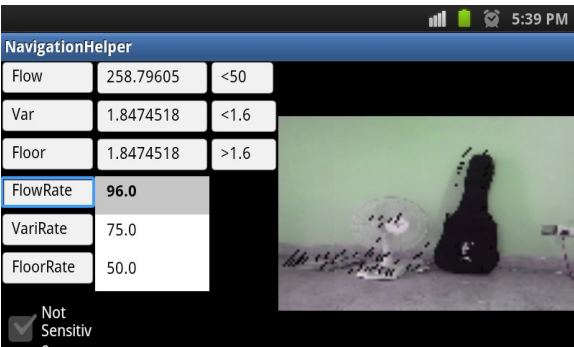 5:39 PM
NavigationHelper
Flow 258.79605 <50
Var 1.8474518 <1.6
Floor 1.8474518 >1.6
FlowRate 96.0
VariRate 75.0
FloorRate 50.0
Not
Sensitiv